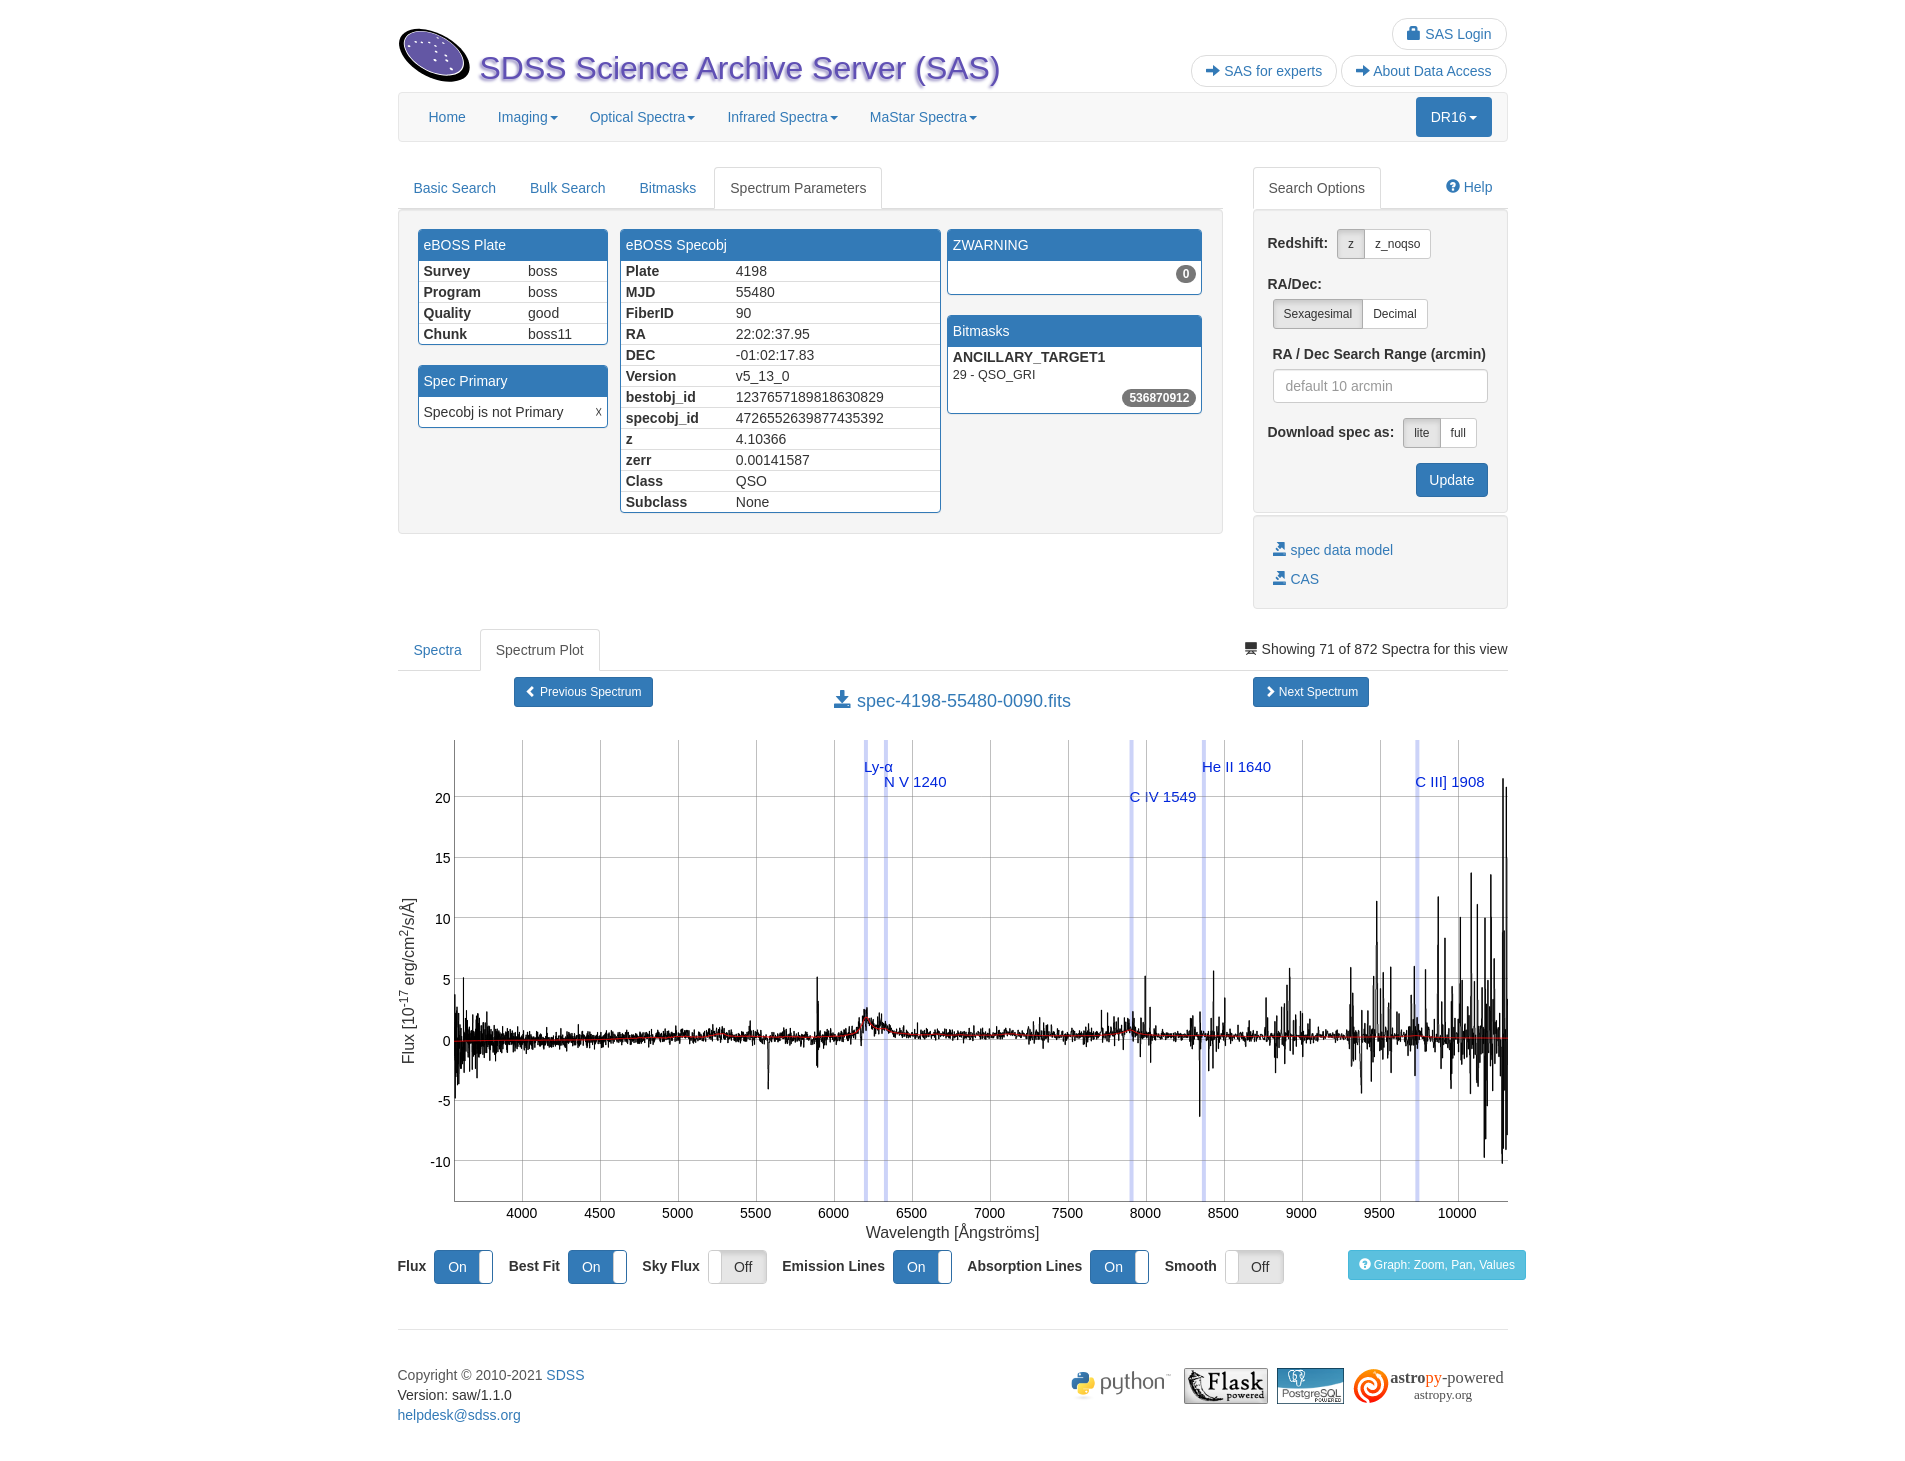 SAS Login
SDSS Science Archive Server (SAS)
SAS for experts
About Data Access
Home
Imaging
Optical Spectra
Infrared Spectra
MaStar Spectra
DR16
Basic Search
Bulk Search
Bitmasks
Spectrum Parameters
Search Options
Help
eBOSS Plate
Survey boss
Program boss
Quality good
Chunk boss11
Spec Primary
Specobj is not Primary x
eBOSS Specobj
Plate 4198
MJD 55480
FiberID 90
RA 22:02:37.95
DEC -01:02:17.83
Version v5_13_0
bestobj_id 1237657189818630829
specobj_id 4726552639877435392
z 4.10366
zerr 0.00141587
Class QSO
Subclass None
ZWARNING
0
Bitmasks
ANCILLARY_TARGET1
29 - QSO_GRI
536870912
Redshift: z z_noqso
RA/Dec:
Sexagesimal Decimal
RA / Dec Search Range (arcmin)
default 10 arcmin
Download spec as: lite full
Update
spec data model
CAS
Spectra
Spectrum Plot
Showing 71 of 872 Spectra for this view
Previous Spectrum
spec-4198-55480-0090.fits
Next Spectrum
Ly-α
N V 1240
C IV 1549
He II 1640
C III] 1908
20
15
10
5
0
-5
-10
Flux [10-17 erg/cm2/s/Å]
4000 4500 5000 5500 6000 6500 7000 7500 8000 8500 9000 9500 10000
Wavelength [Ångströms]
Flux On Best Fit On Sky Flux Off Emission Lines On Absorption Lines On Smooth Off
Graph: Zoom, Pan, Values
Copyright © 2010-2021 SDSS
Version: saw/1.1.0
helpdesk@sdss.org
python
Flask
powered
PostgreSQL
POWERED
astropy-powered
astropy.org